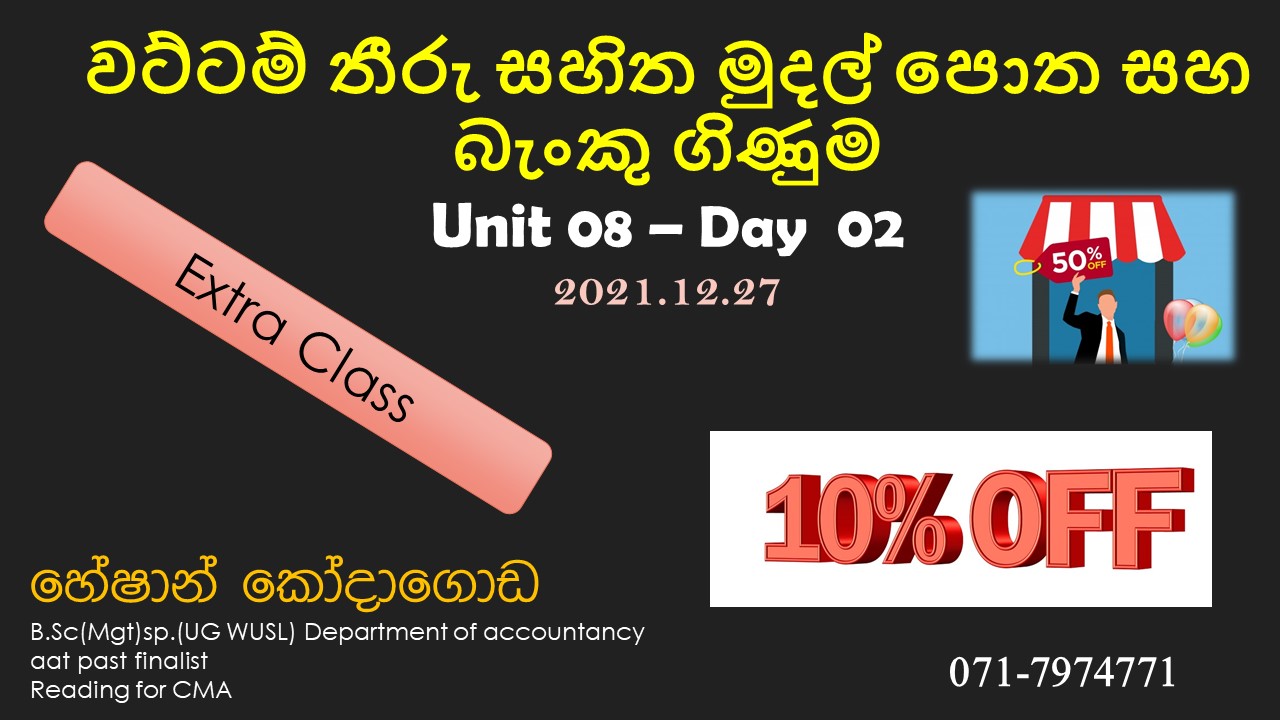 වට්ටම් තීරු සහිත මුදල් පොත සහ
බැංකු ගිණුම
Unit 08 – Day 02
2021.12.27
Extra Class
50% OFF
10% OFF
හේෂාන් කෝදාගොඩ
B.Sc(Mgt)sp.(UG WUSL) Department of accountancy
aat past finalist
Reading for CMA
071-7974771